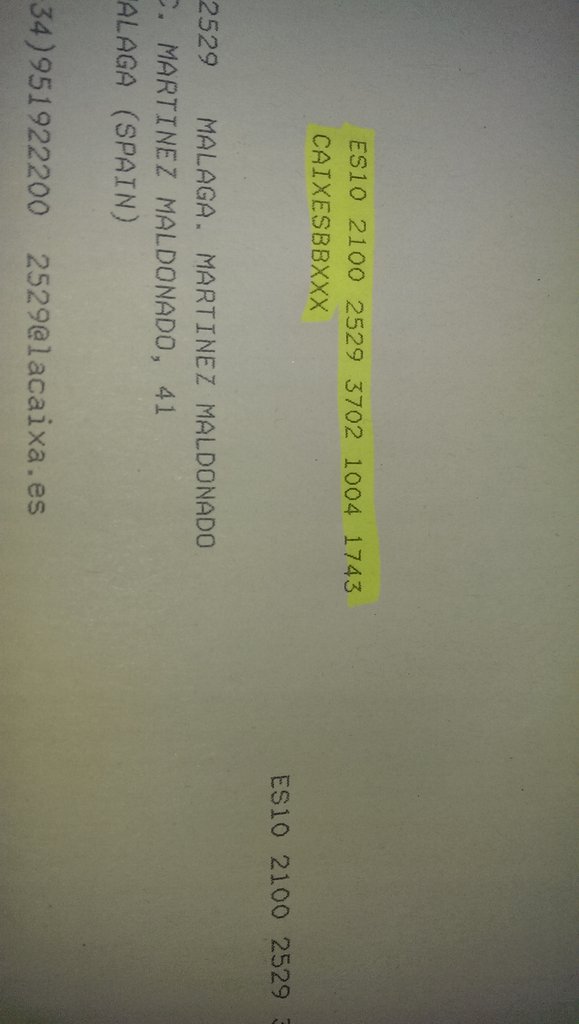 ES10 2100 2529 3702 1004 1743
CAIXESBBXXX
ES10 2100 2529
2529 MALAGA. MARTINEZ MALDONADO
C. MARTINEZ MALDONADO, 41
MALAGA (SPAIN)
34)951922200 2529@lacaixa.es